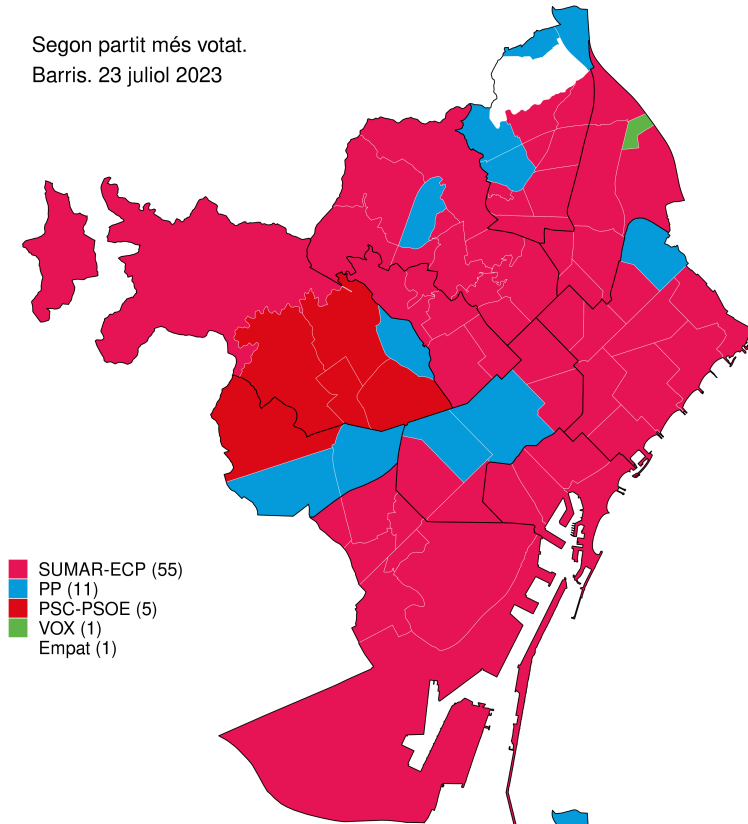 Segon partit més votat.
Barris. 23 juliol 2023
SUMAR-ECP (55)
PP (11)
PSC-PSOE (5)
VOX (1)
Empat (1)